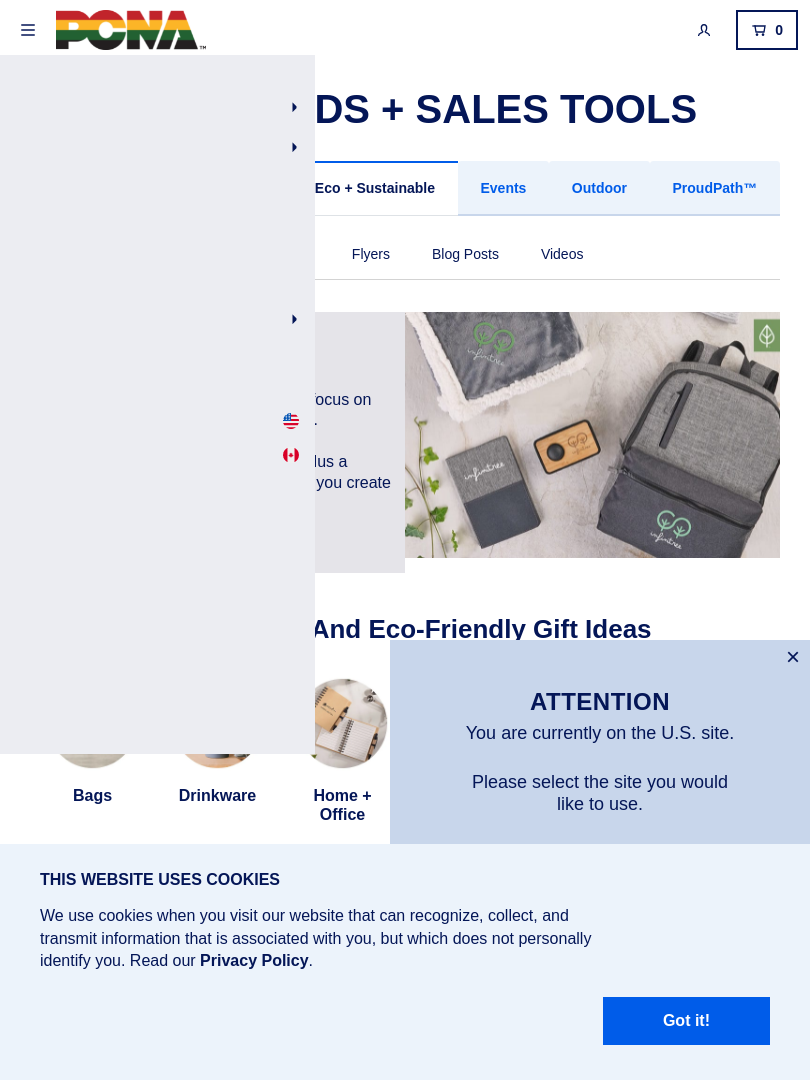 PCNA™
0
DS + SALES TOOLS
Eco + Sustainable Events Outdoor ProudPath™
Flyers Blog Posts Videos
ocus on
.
lus a
you create
infinitree
infinitree
infinitree
And Eco-Friendly Gift Ideas
Bags Drinkware Home +
Office
×
ATTENTION
You are currently on the U.S. site.
Please select the site you would
like to use.
THIS WEBSITE USES COOKIES
We use cookies when you visit our website that can recognize, collect, and
transmit information that is associated with you, but which does not personally
identify you. Read our Privacy Policy.
Got it!